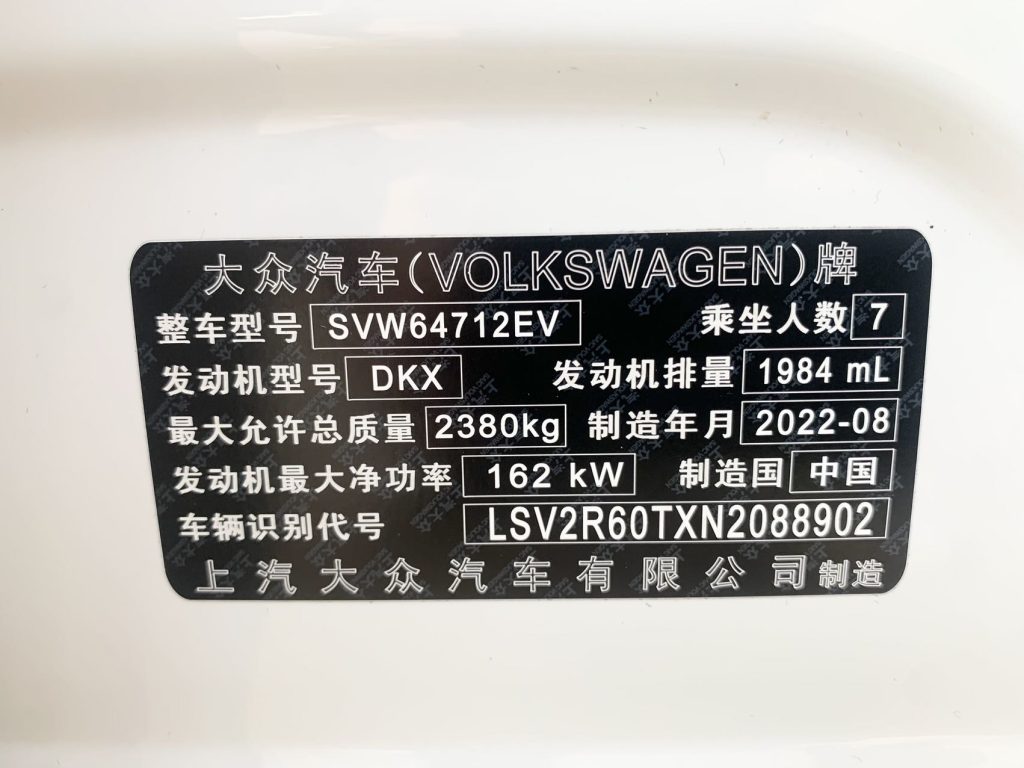 大众汽车(VOLKSWAGEN)牌
整车型号 SVW64712EV 乘坐人数 7
发动机型号 DKX 发动机排量 1984 mL
最大允许总质量 2380kg 制造年月 2022-08
发动机最大净功率 162 kW 制造国 中国
车辆识别代号 LSV2R60TXN2088902
上汽大众汽车有限公司制造